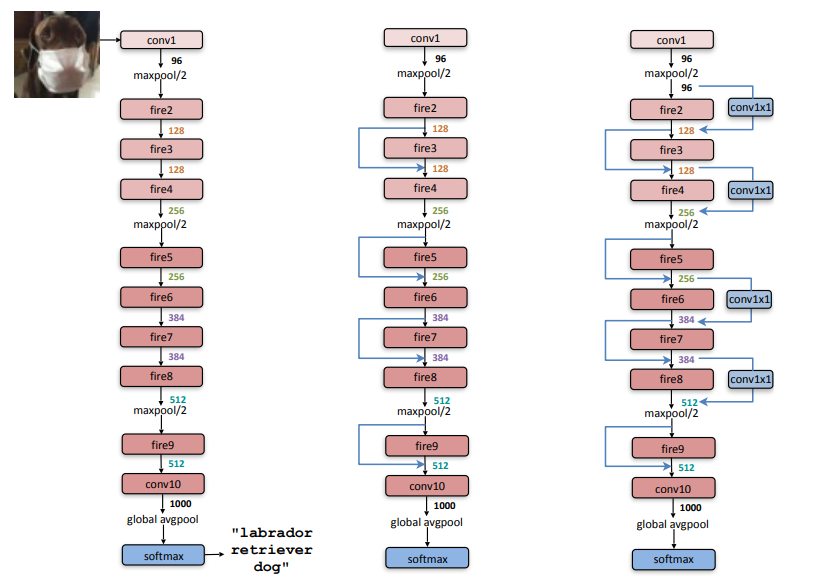 conv1
96
maxpool/2
fire2
128
fire3
128
fire4
256
maxpool/2
fire5
256
fire6
384
fire7
384
fire8
512
maxpool/2
fire9
512
conv10
1000
global avgpool
softmax
"labrador
retriever
dog"
conv1
96
maxpool/2
fire2
128
fire3
128
fire4
256
maxpool/2
fire5
256
fire6
384
fire7
384
fire8
512
maxpool/2
fire9
512
conv10
1000
global avgpool
softmax
conv1
96
maxpool/2
96
conv1x1
fire2
128
fire3
128
fire4
conv1x1
256
maxpool/2
fire5
256
fire6
conv1x1
384
fire7
384
fire8
conv1x1
512
maxpool/2
fire9
512
conv10
1000
global avgpool
softmax